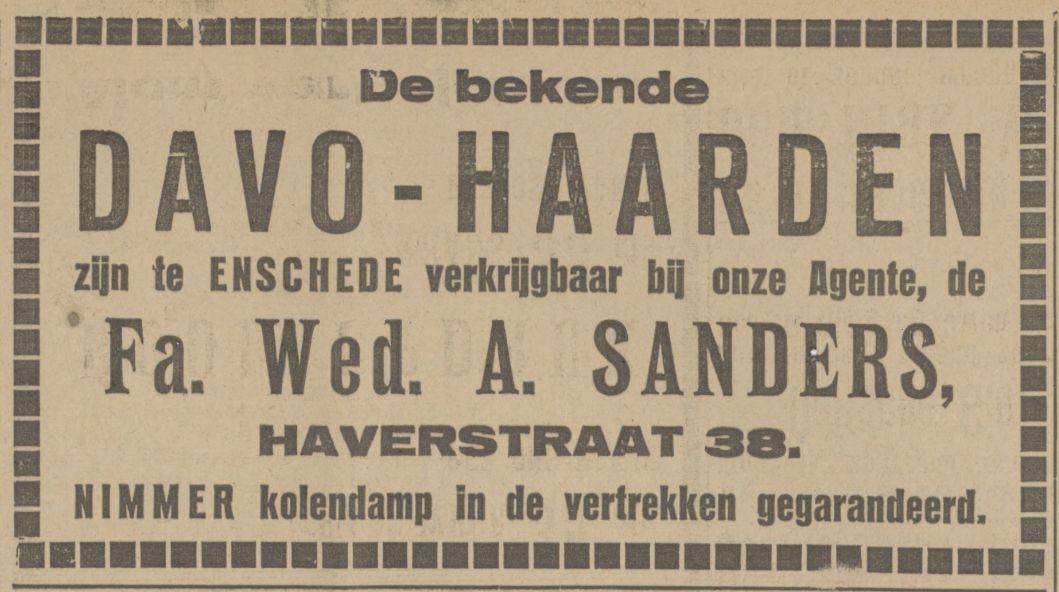 De bekende
DAVO-HAARDEN
zijn te ENSCHEDE verkrijgbaar bij onze Agente, de
Fa. Wed. A. SANDERS,
HAVERSTRAAT 38.
NIMMER kolendamp in de vertrekken gegarandeerd.